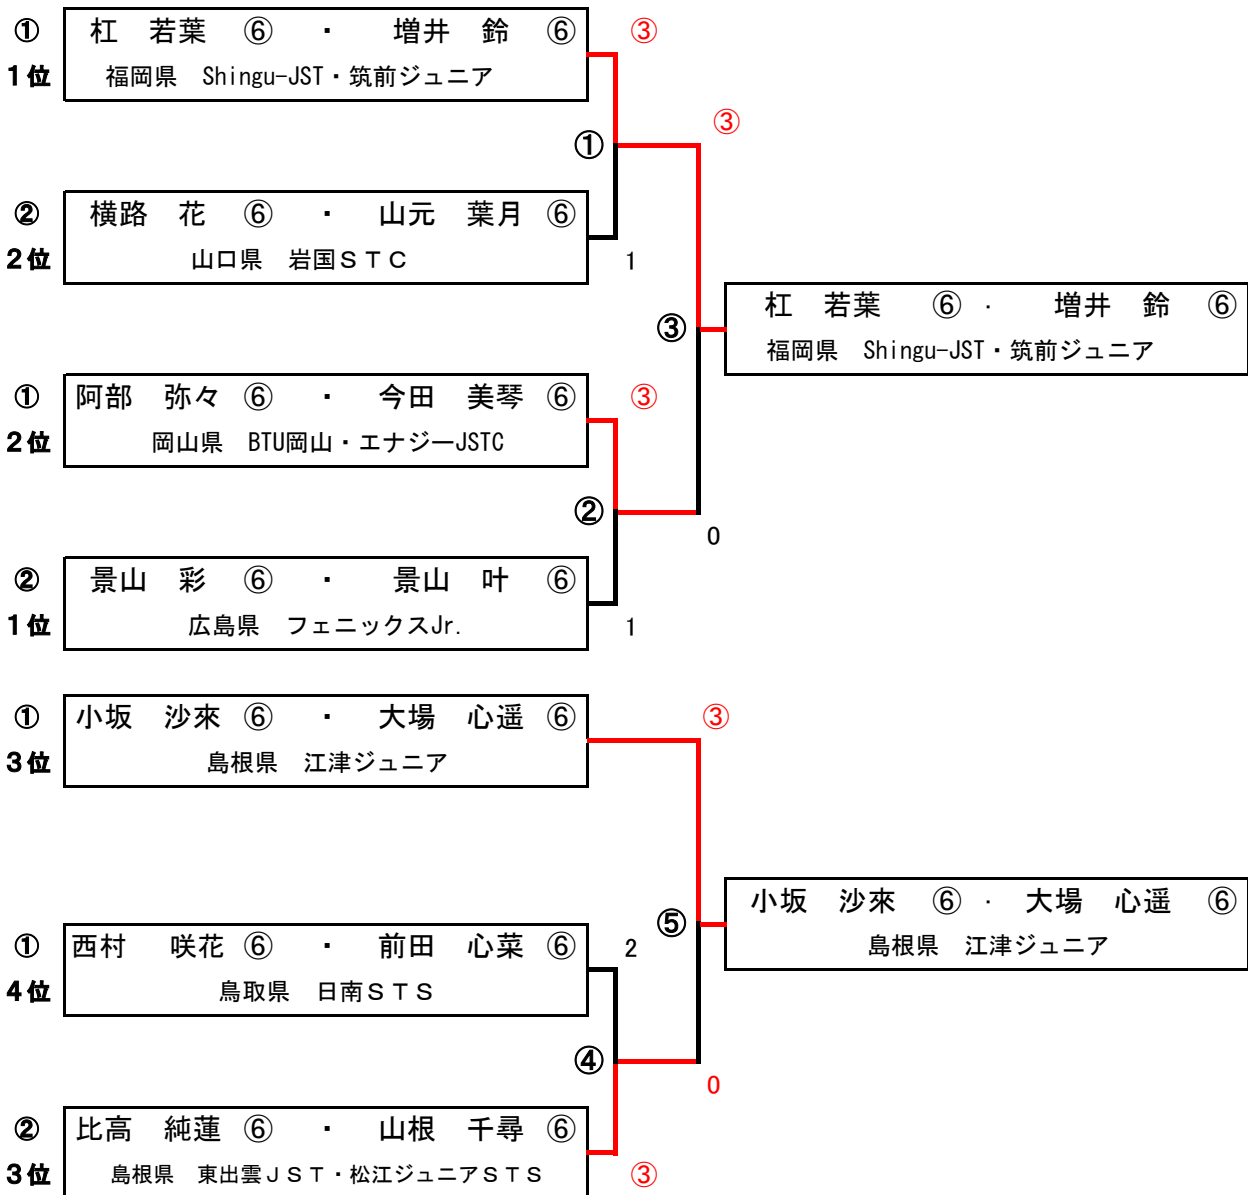 ① 杠　若葉　⑥　・　増井　鈴　⑥ ③
1位 福岡県　Shingu-JST・筑前ジュニア
③
①
② 横路　花　⑥　・　山元　葉月 ⑥
2位 山口県　岩国ＳＴＣ 1
杠　若葉　⑥ ・　増井　鈴　⑥
③
福岡県　Shingu-JST・筑前ジュニア
① 阿部　弥々 ⑥　・　今田　美琴 ⑥ ③
2位 岡山県　BTU岡山・エナジーJSTC
②
0
② 景山　彩　⑥　・　景山　叶　⑥
1位 広島県　フェニックスJr. 1
① 小坂　沙來 ⑥　・　大場　心遥 ⑥ ③
3位 島根県　江津ジュニア
小坂　沙來　⑥ ・　大場　心遥　⑥
⑤
① 西村　咲花 ⑥　・　前田　心菜 ⑥ 2
島根県　江津ジュニア
4位 鳥取県　日南ＳＴＳ
④
0
② 比高　純蓮 ⑥　・　山根　千尋 ⑥
3位 島根県　東出雲ＪＳＴ・松江ジュニアＳＴＳ ③